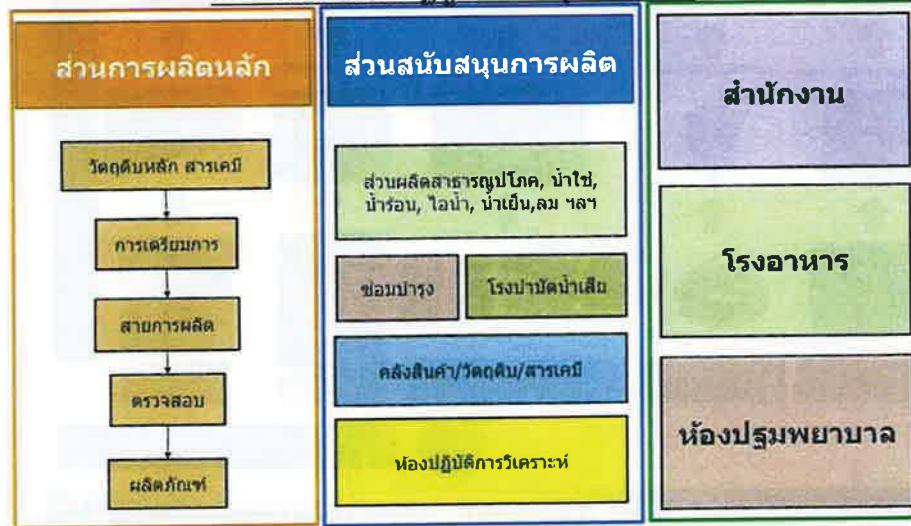 ส่วนการผลิตหลัก
วัตถุดิบหลัก สารเคมี
การเตรียมการ
สายการผลิต
ตรวจสอบ
ผลิตภัณฑ์
ส่วนสนับสนุนการผลิต
ส่วนผลิตสาธารณูปโภค, น้ำใช้,
น้ำร้อน, ไอน้ำ, น้ำเย็น,ลม ฯลฯ
ซ่อมบำรุง
โรงบำบัดน้ำเสีย
คลังสินค้า/วัตถุดิบ/สารเคมี
ห้องปฏิบัติการวิเคราะห์
สำนักงาน
โรงอาหาร
ห้องปฐมพยาบาล